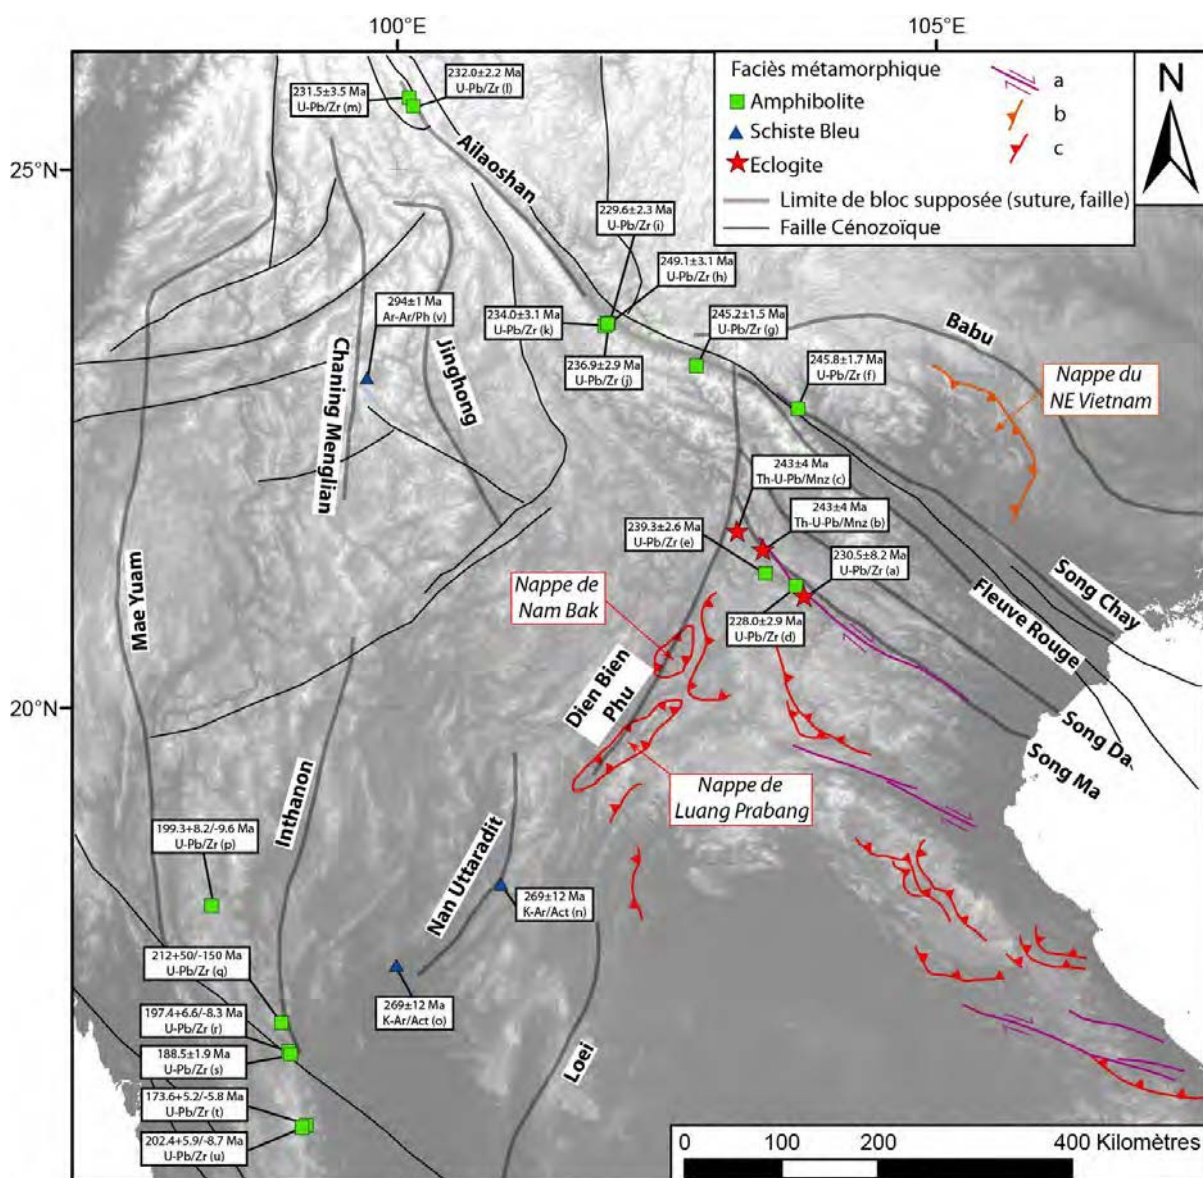 100°E
105°E
25°N
20°N
Faciès métamorphique
Amphibolite
Schiste Bleu
Eclogite
a
b
c
Limite de bloc supposée (suture, faille)
Faille Cénozoïque
N
231.5±3.5 Ma
U-Pb/Zr (m)
232.0±2.2 Ma
U-Pb/Zr (l)
Ailaoshan
229.6±2.3 Ma
U-Pb/Zr (i)
249.1±3.1 Ma
U-Pb/Zr (h)
294±1 Ma
Ar-Ar/Ph (v)
234.0±3.1 Ma
U-Pb/Zr (k)
245.2±1.5 Ma
U-Pb/Zr (g)
Babu
236.9±2.9 Ma
U-Pb/Zr (j)
245.8±1.7 Ma
U-Pb/Zr (f)
Nappe du
NE Vietnam
Chaning Menglian
Jinghong
243±4 Ma
Th-U-Pb/Mnz (c)
243±4 Ma
Th-U-Pb/Mnz (b)
239.3±2.6 Ma
U-Pb/Zr (e)
230.5±8.2 Ma
U-Pb/Zr (a)
228.0±2.9 Ma
U-Pb/Zr (d)
Mae Yuam
Nappe de
Nam Bak
Song Chay
Fleuve Rouge
Dien Bien
Phu
Song Da
Song Ma
Inthanon
Nappe de
Luang Prabang
199.3+8.2/-9.6 Ma
U-Pb/Zr (p)
Nan Uttaradit
269±12 Ma
K-Ar/Act (n)
212+50/-150 Ma
U-Pb/Zr (q)
269±12 Ma
K-Ar/Act (o)
197.4+6.6/-8.3 Ma
U-Pb/Zr (r)
188.5±1.9 Ma
U-Pb/Zr (s)
Loei
173.6+5.2/-5.8 Ma
U-Pb/Zr (t)
202.4+5.9/-8.7 Ma
U-Pb/Zr (u)
0 100 200 400 Kilomètres